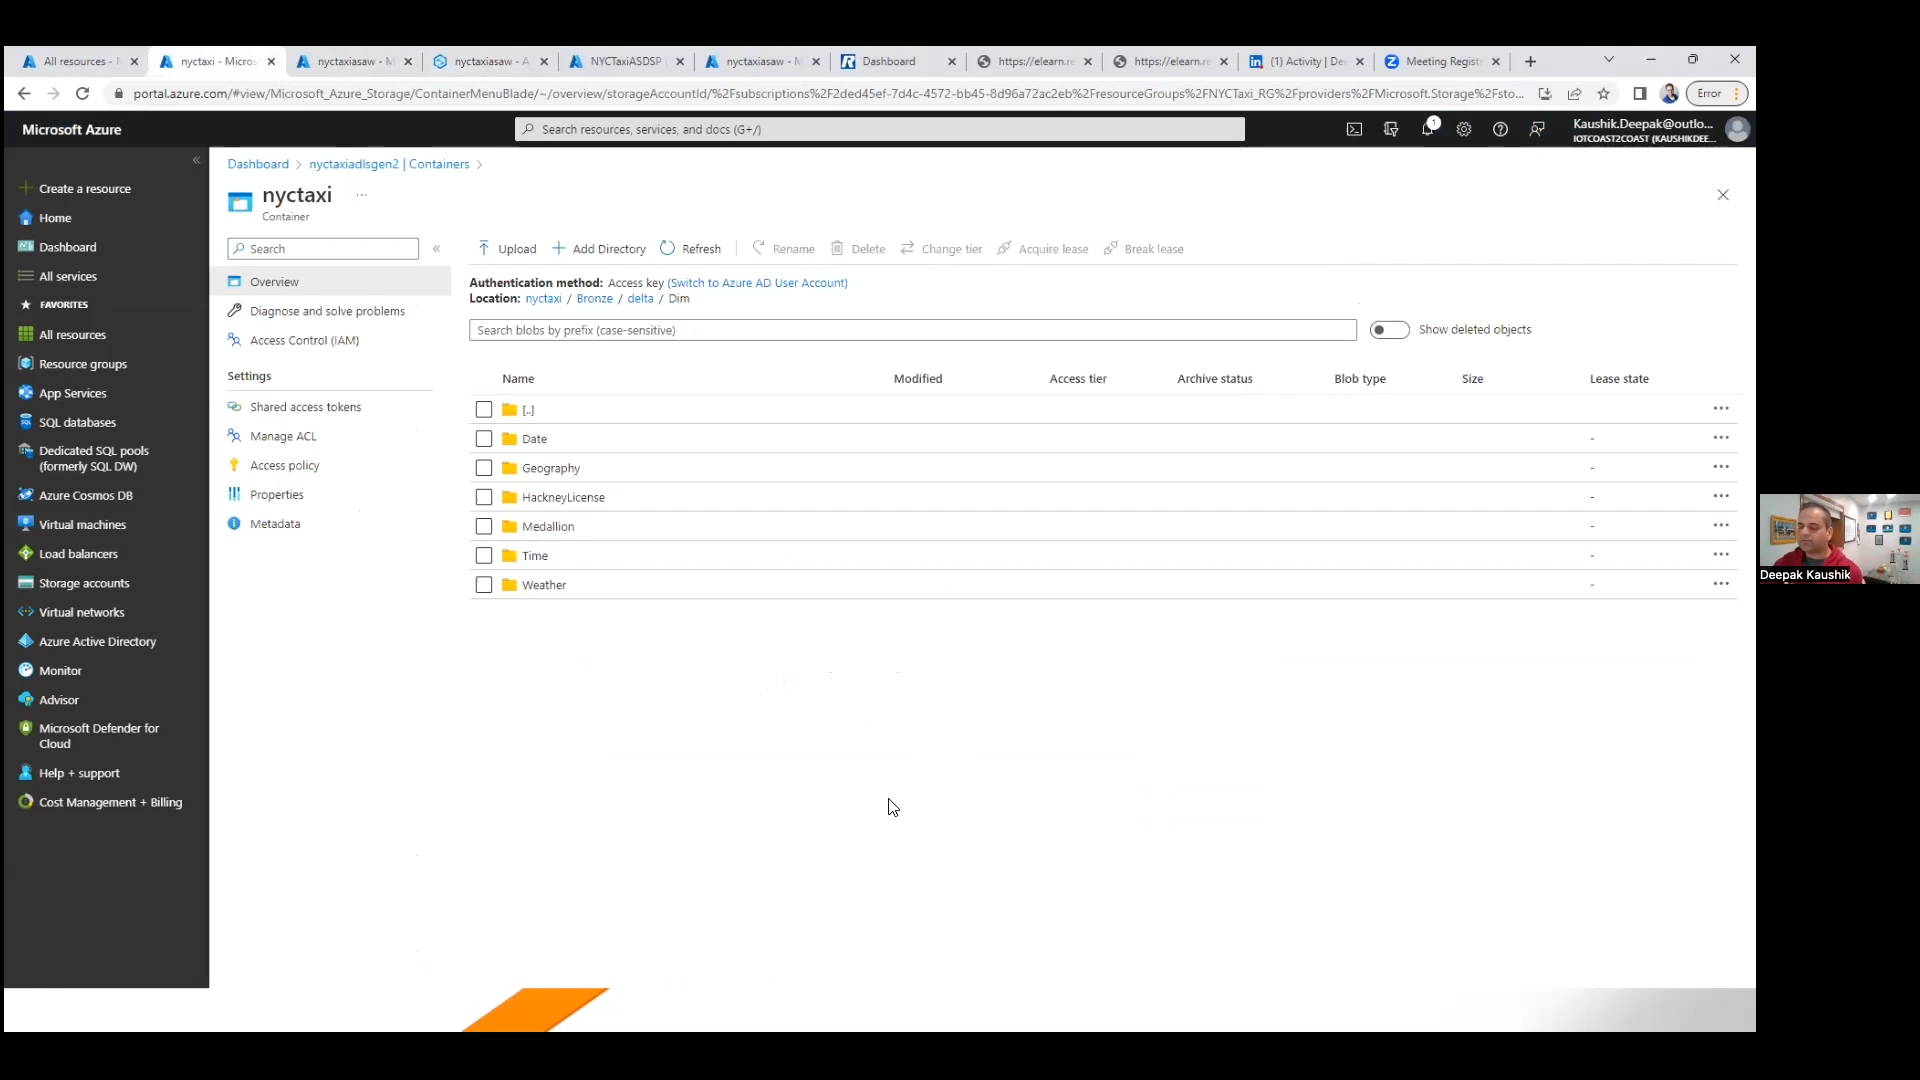 All resources - N
nyctaxi - Micros
nyctaxiasaw - M
nyctaxiasaw - A
NYCTaxiASDSP
nyctaxiasaw - M
Dashboard
https://elearn.re
https://elearn.re
(1) Activity | De
Meeting Regist
portal.azure.com/#view/Microsoft_Azure_Storage/ContainerMenuBlade/~/overview/storageAccountId/%2Fsubscriptions%2F2ded45ef-7d4c-4572-bb45-8d96a72ac2eb%2FresourceGroups%2FNYCTaxi_RG%2Fproviders%2FMicrosoft.Storage%2Fsto...
Error
Microsoft Azure
Search resources, services, and docs (G+/)
1
Kaushik.Deepak@outlo...
IOTCOAST2COAST (KAUSHIKDEE...
Create a resource
Home
Dashboard
All services
FAVORITES
All resources
Resource groups
App Services
SQL databases
Dedicated SQL pools
(formerly SQL DW)
Azure Cosmos DB
Virtual machines
Load balancers
Storage accounts
Virtual networks
Azure Active Directory
Monitor
Advisor
Microsoft Defender for
Cloud
Help + support
Cost Management + Billing
Dashboard > nyctaxiadlsgen2 | Containers >
nyctaxi ...
Container
Search
Overview
Diagnose and solve problems
Access Control (IAM)
Settings
Shared access tokens
Manage ACL
Access policy
Properties
Metadata
Upload Add Directory Refresh Rename Delete Change tier Acquire lease Break lease
Authentication method: Access key (Switch to Azure AD User Account)
Location: nyctaxi / Bronze / delta / Dim
Search blobs by prefix (case-sensitive)
Show deleted objects
Name Modified Access tier Archive status Blob type Size Lease state
[..] ...
Date - ...
Geography - ...
HackneyLicense - ...
Medallion - ...
Time - ...
Weather - ...
Deepak Kaushik